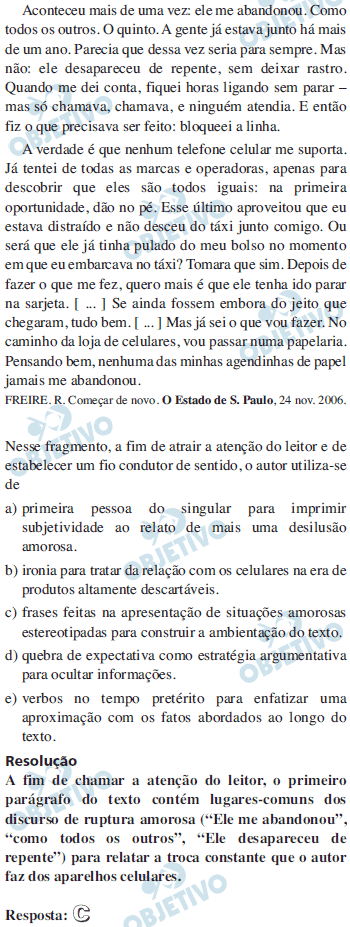 Aconteceu mais de uma vez: ele me abandonou. Como
todos os outros. O quinto. A gente já estava junto há mais
de um ano. Parecia que dessa vez seria para sempre. Mas
não: ele desapareceu de repente, sem deixar rastro.
Quando me dei conta, fiquei horas ligando sem parar –
mas só chamava, chamava, e ninguém atendia. E então
fiz o que precisava ser feito: bloqueei a linha.
A verdade é que nenhum telefone celular me suporta.
Já tentei de todas as marcas e operadoras, apenas para
descobrir que eles são todos iguais: na primeira
oportunidade, dão no pé. Esse último aproveitou que eu
estava distraído e não desceu do táxi junto comigo. Ou
será que ele já tinha pulado do meu bolso no momento
em que eu embarcava no táxi? Tomara que sim. Depois de
fazer o que me fez, quero mais é que ele tenha ido parar
na sarjeta. [ ... ] Se ainda fossem embora do jeito que
chegaram, tudo bem. [ ... ] Mas já sei o que vou fazer. No
caminho da loja de celulares, vou passar numa papelaria.
Pensando bem, nenhuma das minhas agendinhas de papel
jamais me abandonou.
FREIRE. R. Começar de novo. O Estado de S. Paulo, 24 nov. 2006.
Nesse fragmento, a fim de atrair a atenção do leitor e de
estabelecer um fio condutor de sentido, o autor utiliza-se
de
a) primeira pessoa do singular para imprimir
subjetividade ao relato de mais uma desilusão
amorosa.
b) ironia para tratar da relação com os celulares na era de
produtos altamente descartáveis.
c) frases feitas na apresentação de situações amorosas
estereotipadas para construir a ambientação do texto.
d) quebra de expectativa como estratégia argumentativa
para ocultar informações.
e) verbos no tempo pretérito para enfatizar uma
aproximação com os fatos abordados ao longo do
texto.
Resolução
A fim de chamar a atenção do leitor, o primeiro
parágrafo do texto contém lugares-comuns dos
discurso de ruptura amorosa (“Ele me abandonou”,
“como todos os outros”, “Ele desapareceu de
repente”) para relatar a troca constante que o autor
faz dos aparelhos celulares.
Resposta: C
OBJETIVO
OBJETIVO
OBJETIVO
OBJETIVO
OBJETIVO
OBJETIVO
OBJETIVO
OBJETIVO
OBJETIVO
OBJETIVO
OBJETIVO